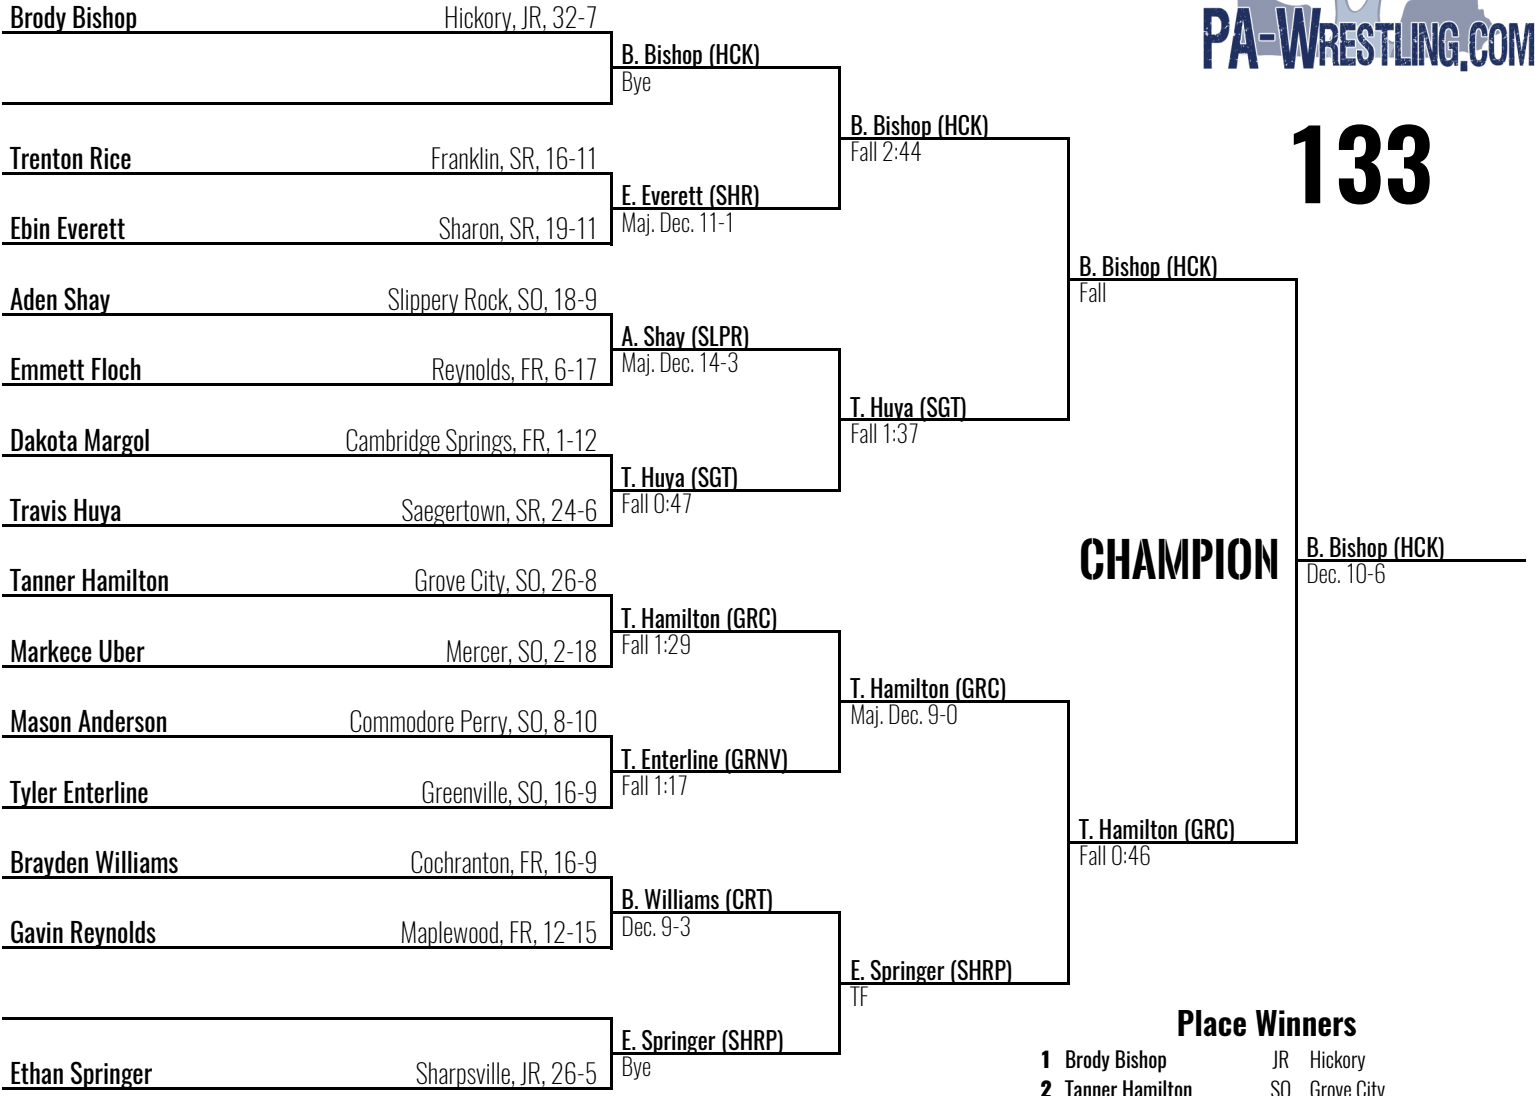 Brody Bishop Hickory, JR, 32-7
B. Bishop (HCK)
Bye
Trenton Rice Franklin, SR, 16-11
E. Everett (SHR)
Maj. Dec. 11-1
Ebin Everett Sharon, SR, 19-11
B. Bishop (HCK)
Fall 2:44
Aden Shay Slippery Rock, SO, 18-9
A. Shay (SLPR)
Maj. Dec. 14-3
Emmett Floch Reynolds, FR, 6-17
Dakota Margol Cambridge Springs, FR, 1-12
T. Huya (SGT)
Fall 0:47
Travis Huya Saegertown, SR, 24-6
T. Huya (SGT)
Fall 1:37
B. Bishop (HCK)
Fall
Tanner Hamilton Grove City, SO, 26-8
T. Hamilton (GRC)
Fall 1:29
Markece Uber Mercer, SO, 2-18
Mason Anderson Commodore Perry, SO, 8-10
T. Enterline (GRNV)
Fall 1:17
Tyler Enterline Greenville, SO, 16-9
T. Hamilton (GRC)
Maj. Dec. 9-0
Brayden Williams Cochranton, FR, 16-9
B. Williams (CRT)
Dec. 9-3
Gavin Reynolds Maplewood, FR, 12-15
E. Springer (SHRP)
Bye
Ethan Springer Sharpsville, JR, 26-5
E. Springer (SHRP)
TF
T. Hamilton (GRC)
Fall 0:46
CHAMPION
B. Bishop (HCK)
Dec. 10-6
PA-WRESTLING.COM
133
Place Winners
1 Brody Bishop JR Hickory
2 Tanner Hamilton SO Grove City